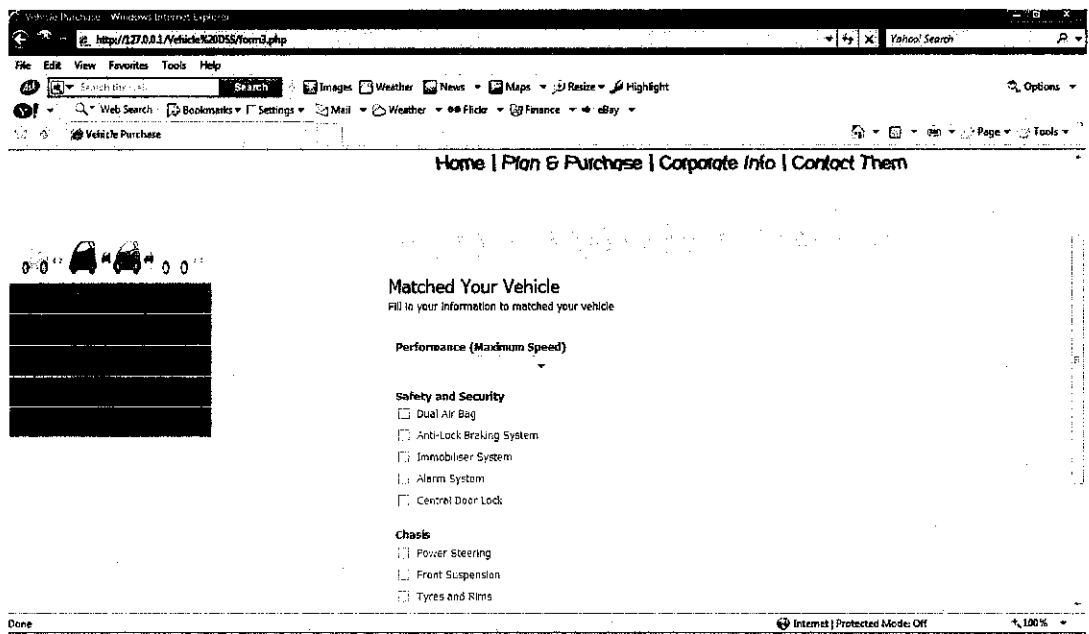 Vehicle Purchase - Windows Internet Explorer
http://127.0.0.1/Vehicle%20DSS/form3.php
Yahoo! Search
File Edit View Favorites Tools Help
Search the web Search Images Weather News Maps Resize Highlight Options
Web Search Bookmarks Settings Mail Weather Flickr Finance eBay
Vehicle Purchase Page Tools
Home | Plan & Purchase | Corporate Info | Contact Them
Matched Your Vehicle
Fill in your information to matched your vehicle
Performance (Maximum Speed)
Safety and Security
Dual Air Bag
Anti-Lock Braking System
Immobiliser System
Alarm System
Central Door Lock
Chasis
Power Steering
Front Suspension
Tyres and Rims
Done Internet | Protected Mode: Off 100%